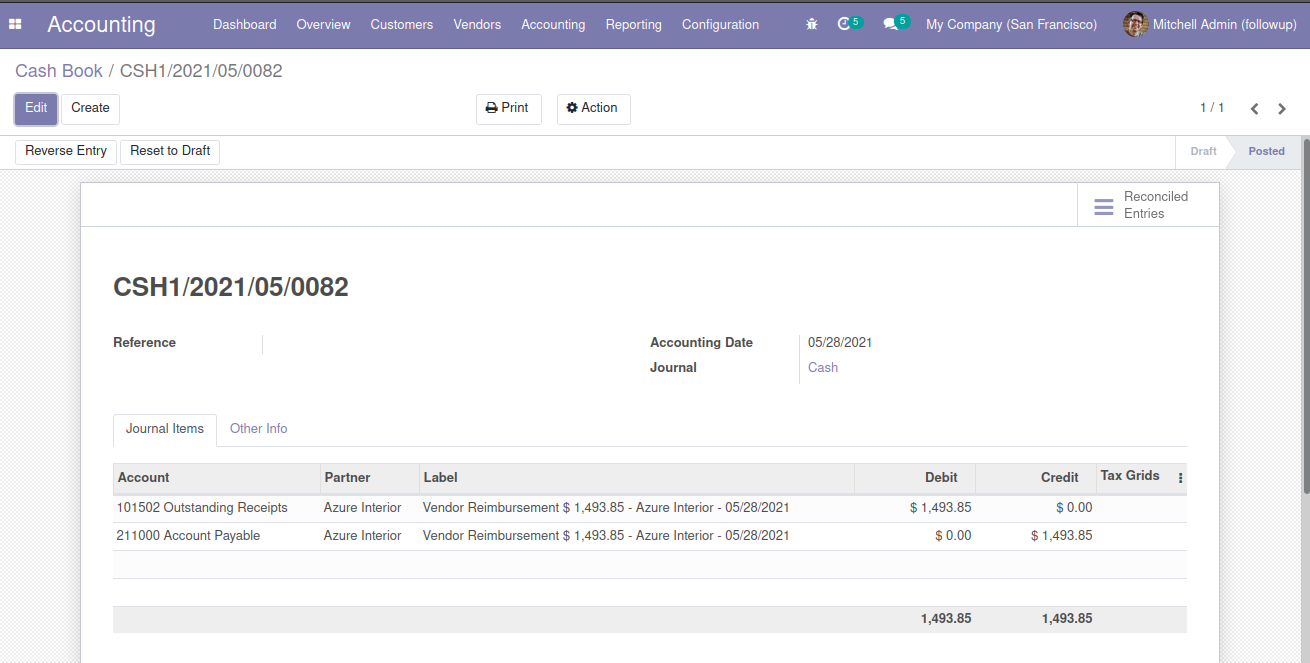 Accounting Dashboard Overview Customers Vendors Accounting Reporting Configuration 5 5 My Company (San Francisco) Mitchell Admin (followup)
Cash Book / CSH1/2021/05/0082
Edit Create Print Action 1 / 1
Reverse Entry Reset to Draft Draft Posted
Reconciled
Entries
CSH1/2021/05/0082
Reference Accounting Date 05/28/2021
Journal Cash
Journal Items Other Info
Account Partner Label Debit Credit Tax Grids
101502 Outstanding Receipts Azure Interior Vendor Reimbursement $ 1,493.85 - Azure Interior - 05/28/2021 $ 1,493.85 $ 0.00
211000 Account Payable Azure Interior Vendor Reimbursement $ 1,493.85 - Azure Interior - 05/28/2021 $ 0.00 $ 1,493.85
1,493.85 1,493.85